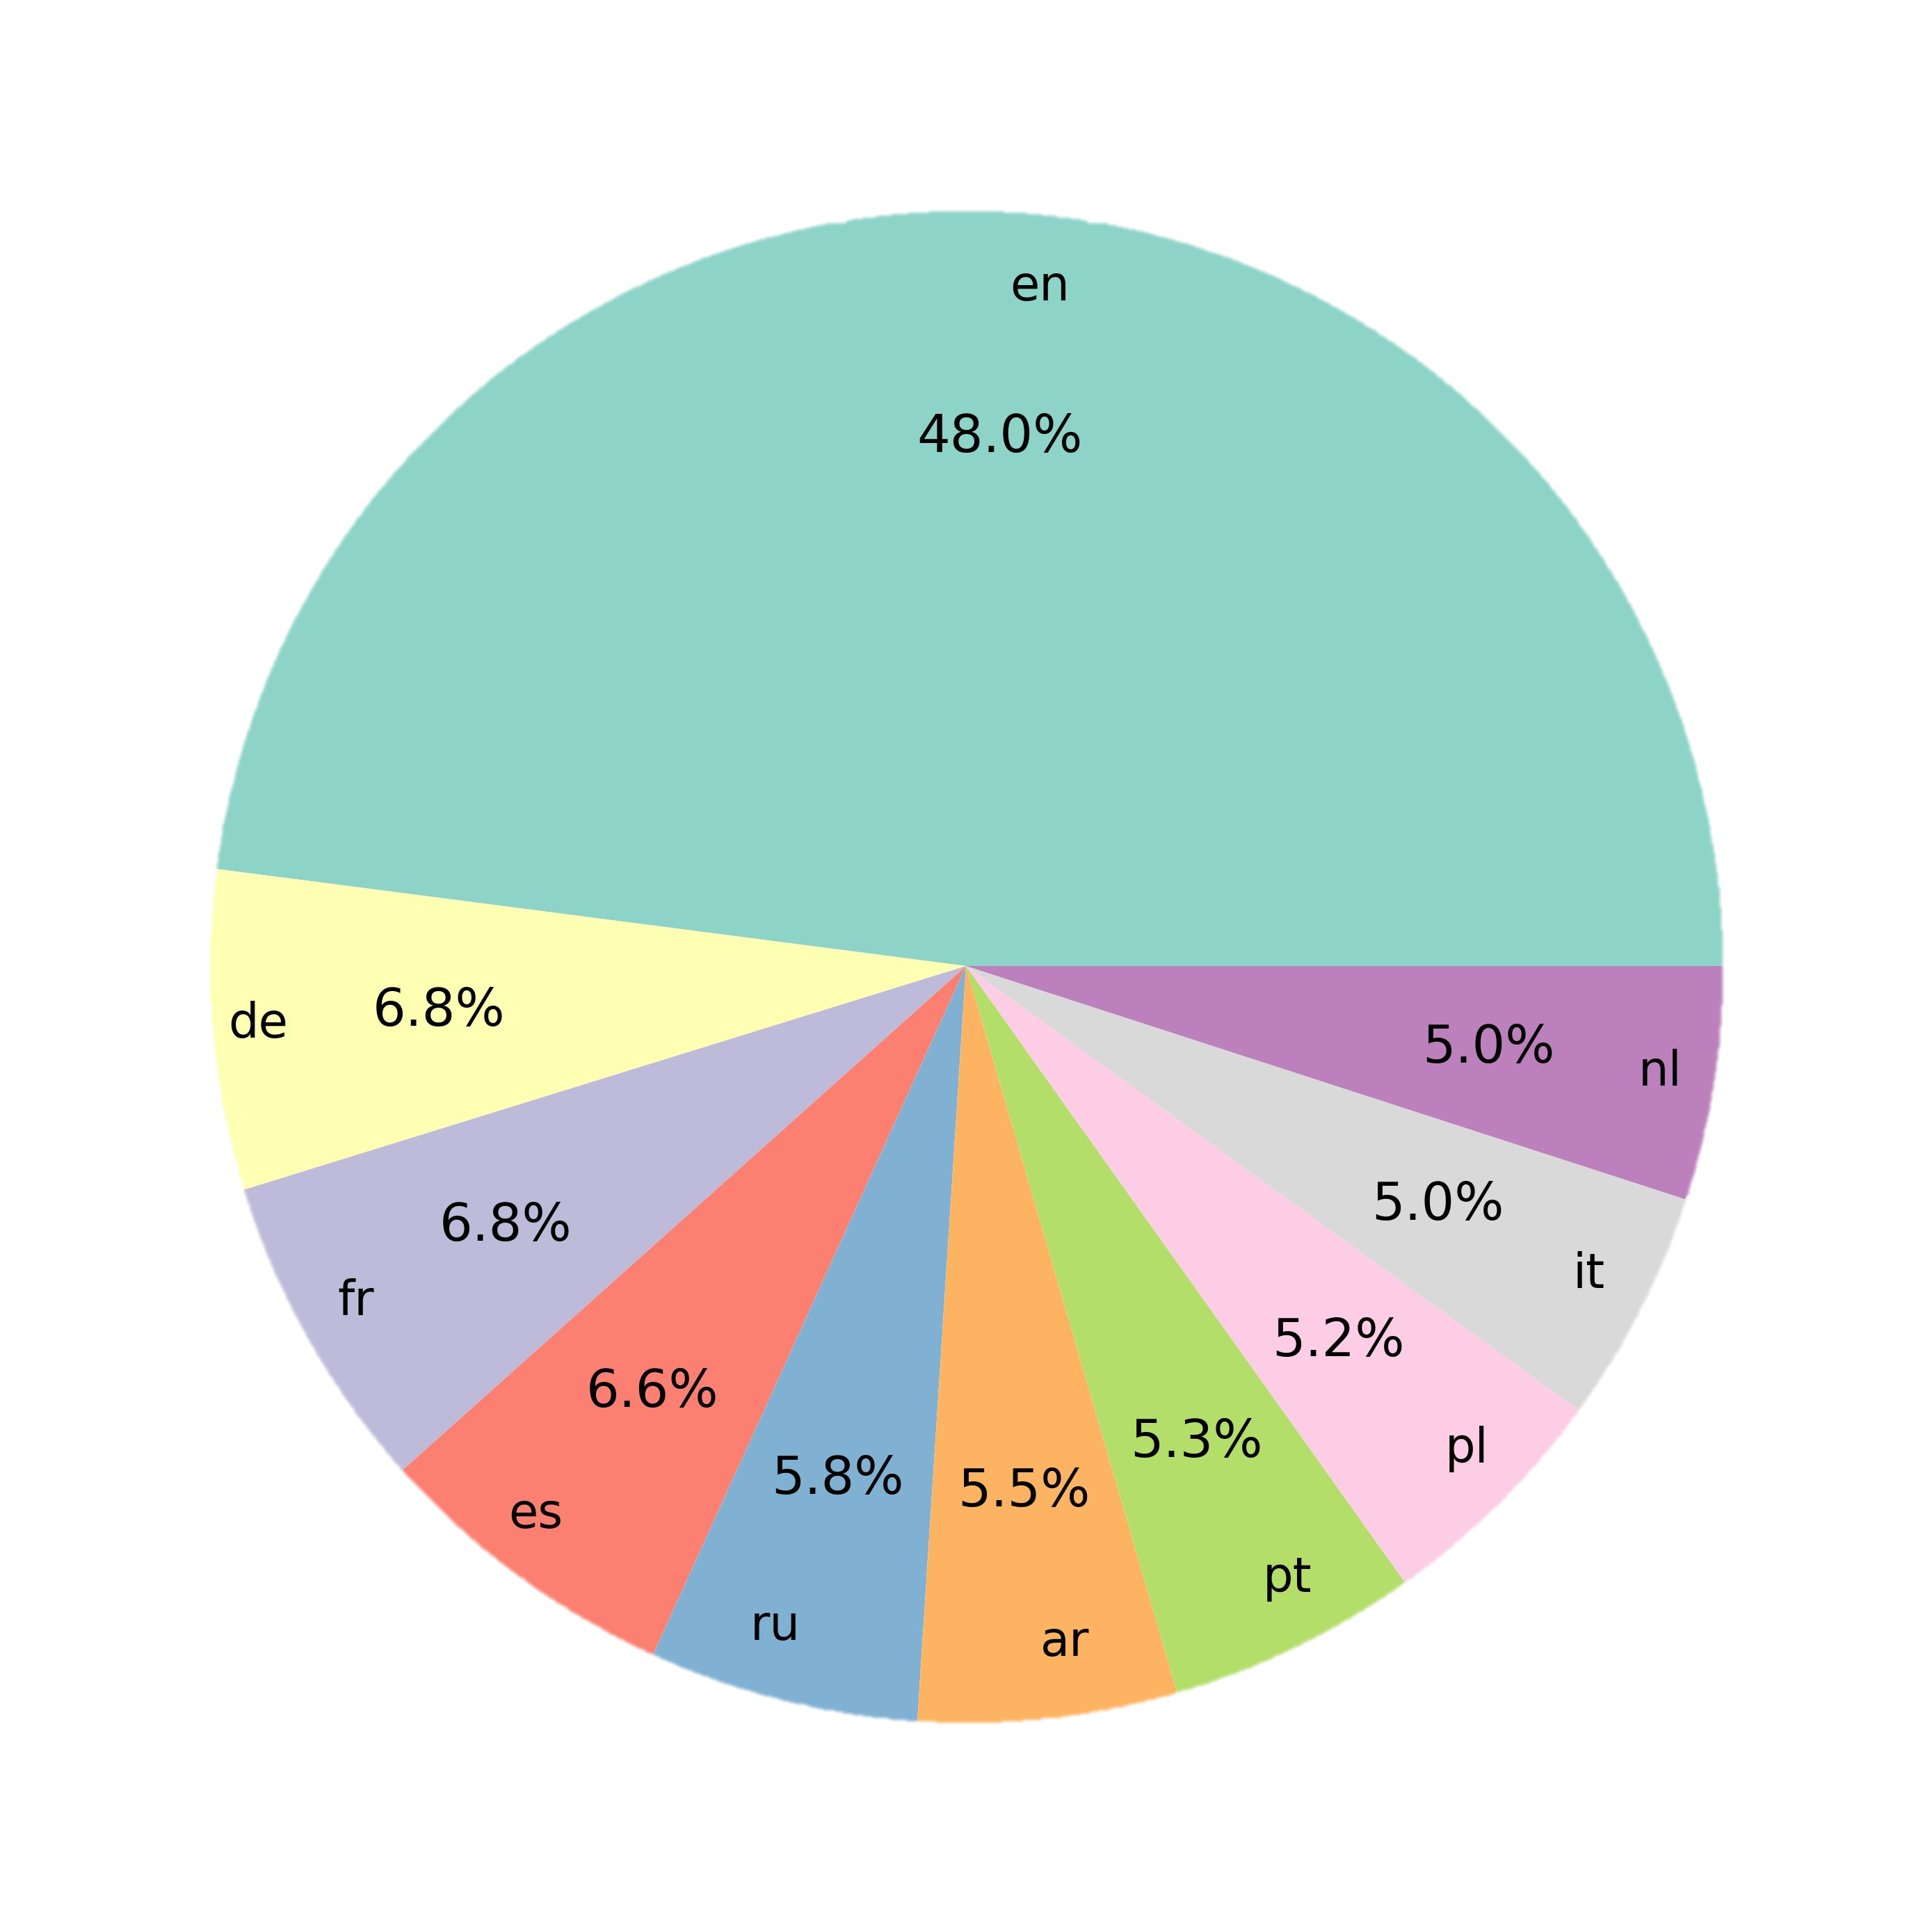 en
48.0%
de
6.8%
fr
6.8%
es
6.6%
ru
5.8%
ar
5.5%
pt
5.3%
pl
5.2%
it
5.0%
nl
5.0%